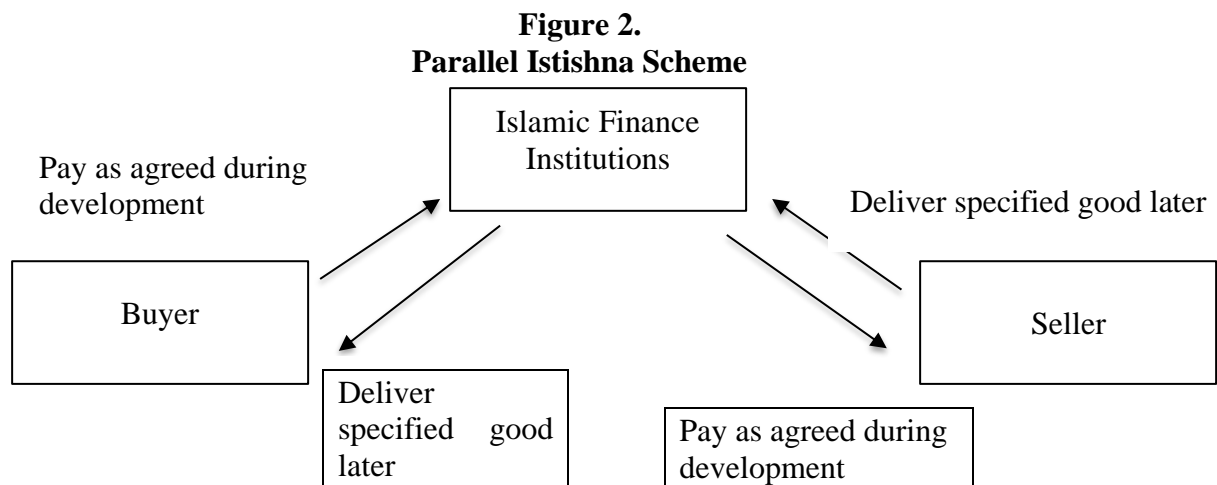 Figure 2.
Parallel Istishna Scheme
Islamic Finance
Institutions
Pay as agreed during
development
Deliver specified good later
Buyer
Seller
Deliver
specified good
later
Pay as agreed during
development